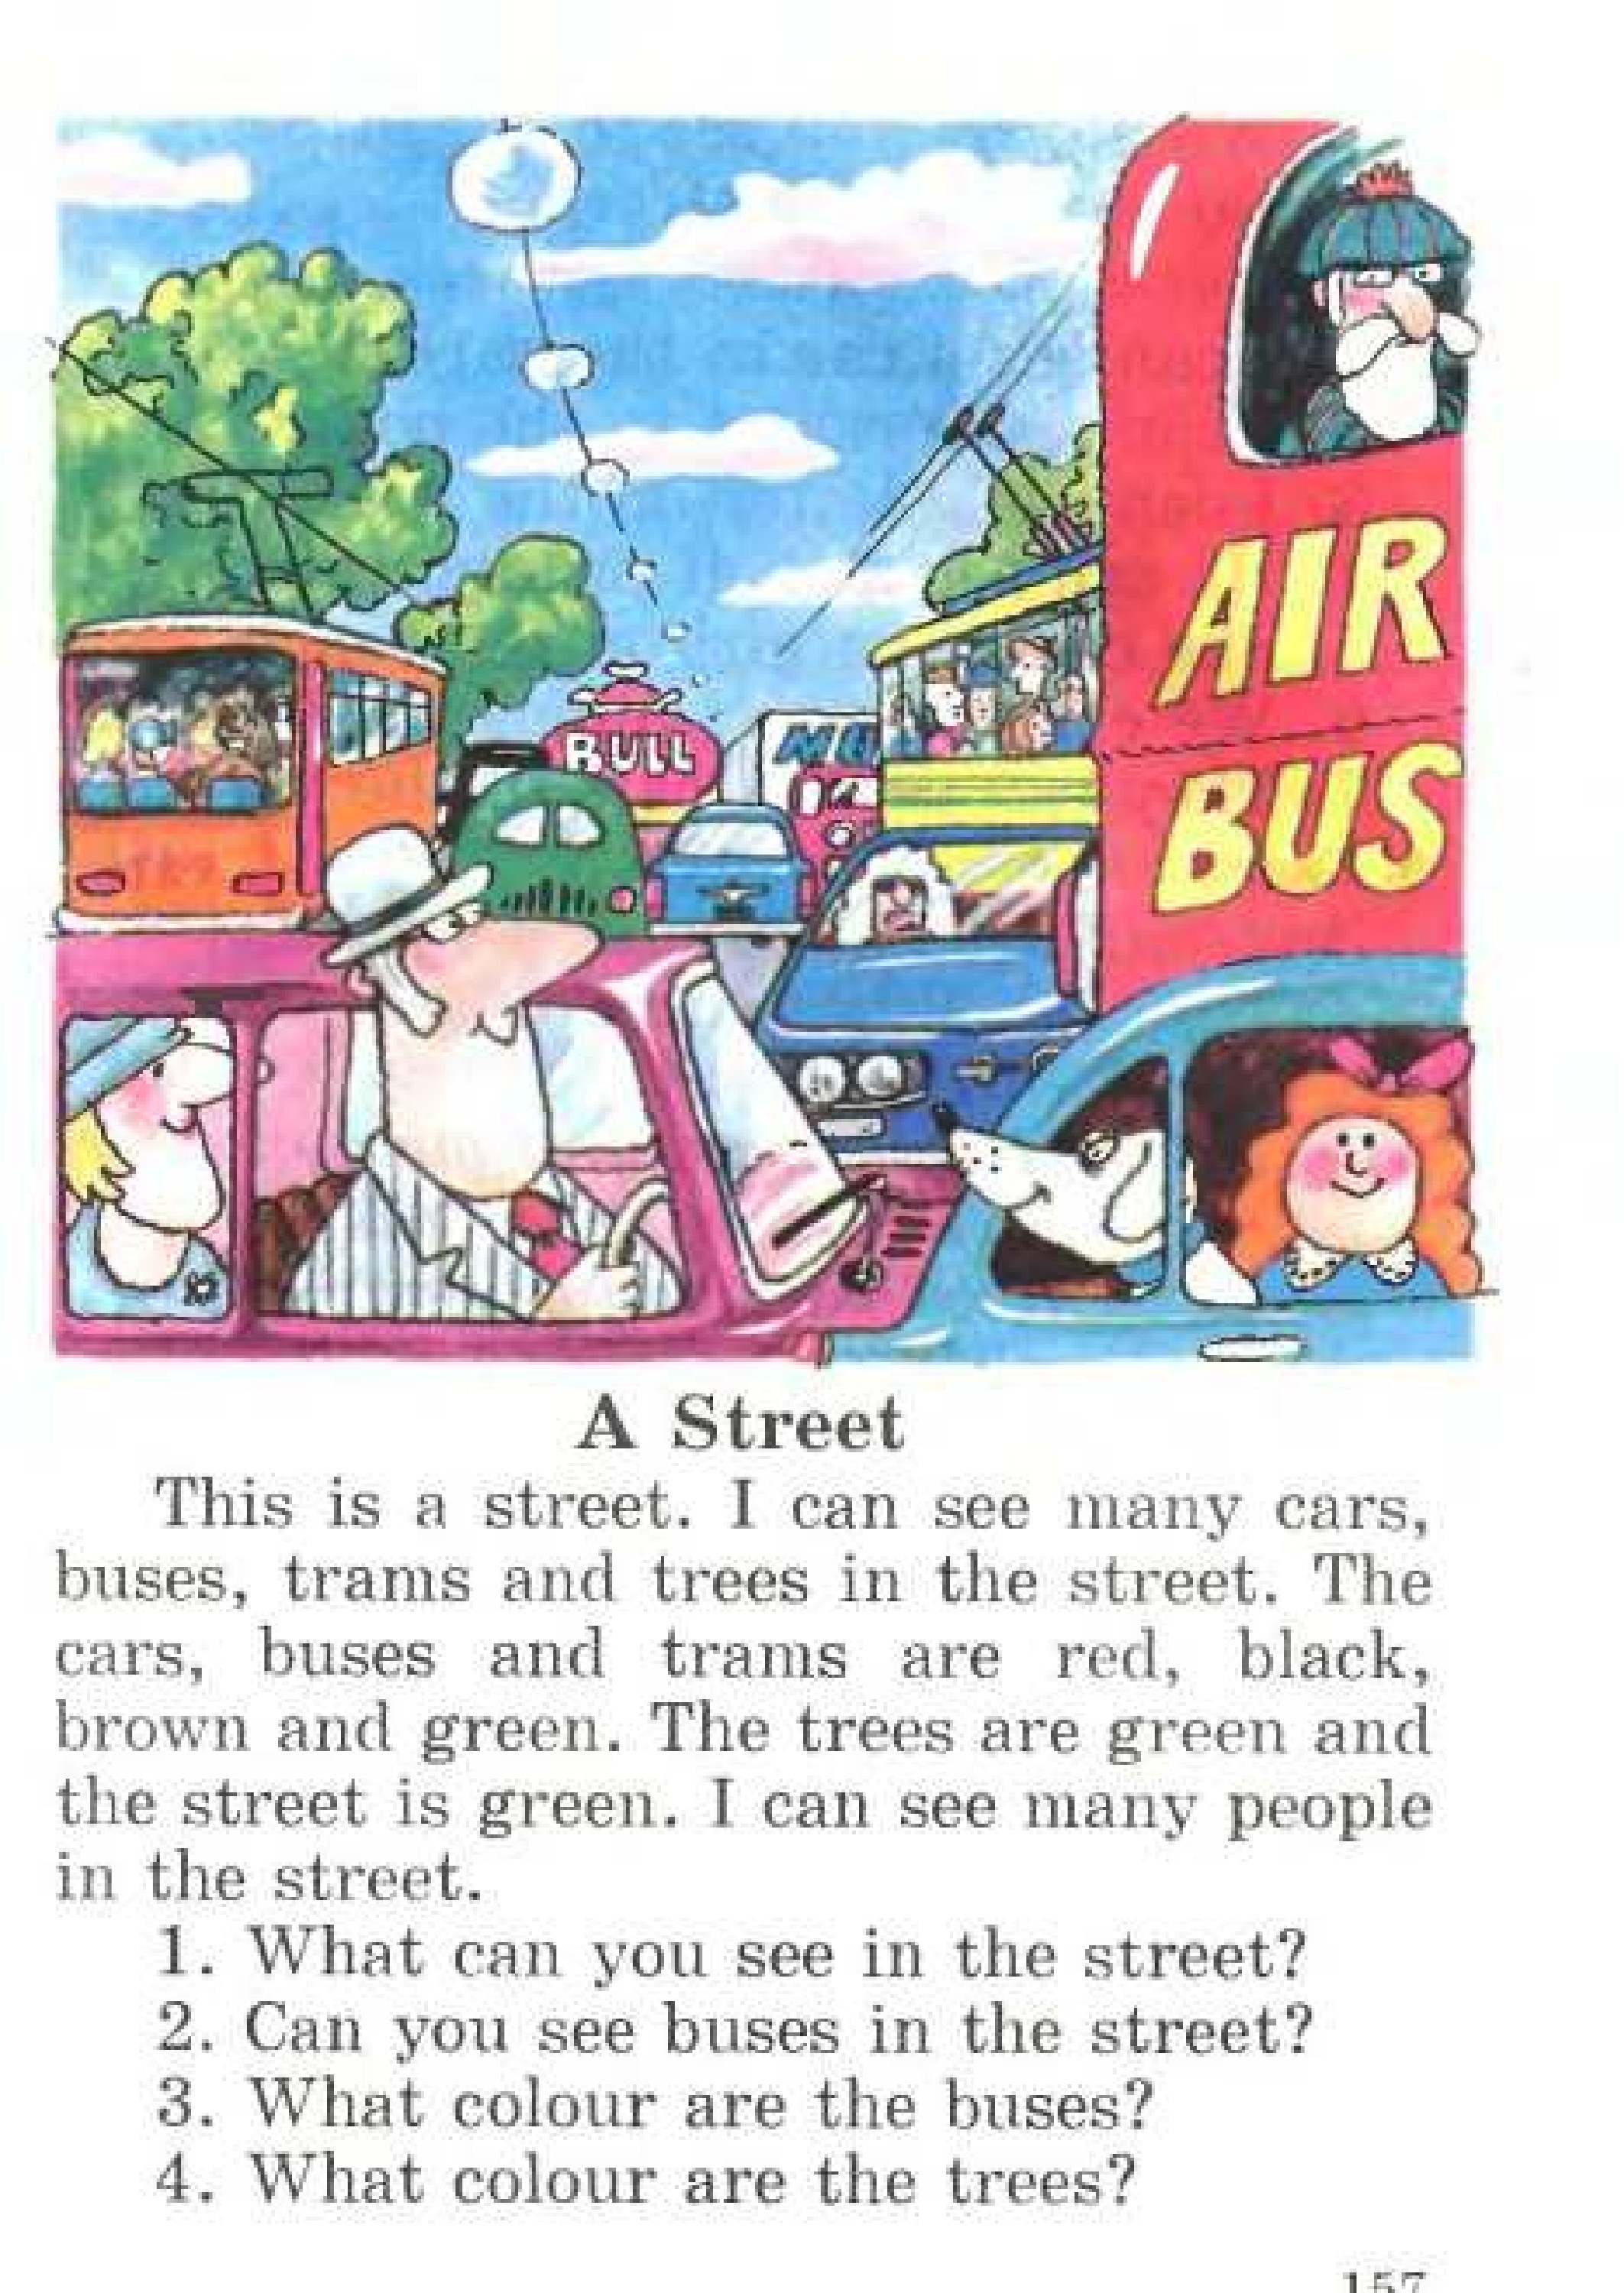 AIR
BUS
BULL
A Street
This is a street. I can see many cars,
buses, trams and trees in the street. The
cars, buses and trams are red, black,
brown and green. The trees are green and
the street is green. I can see many people
in the street.
1. What can you see in the street?
2. Can you see buses in the street?
3. What colour are the buses?
4. What colour are the trees?
157